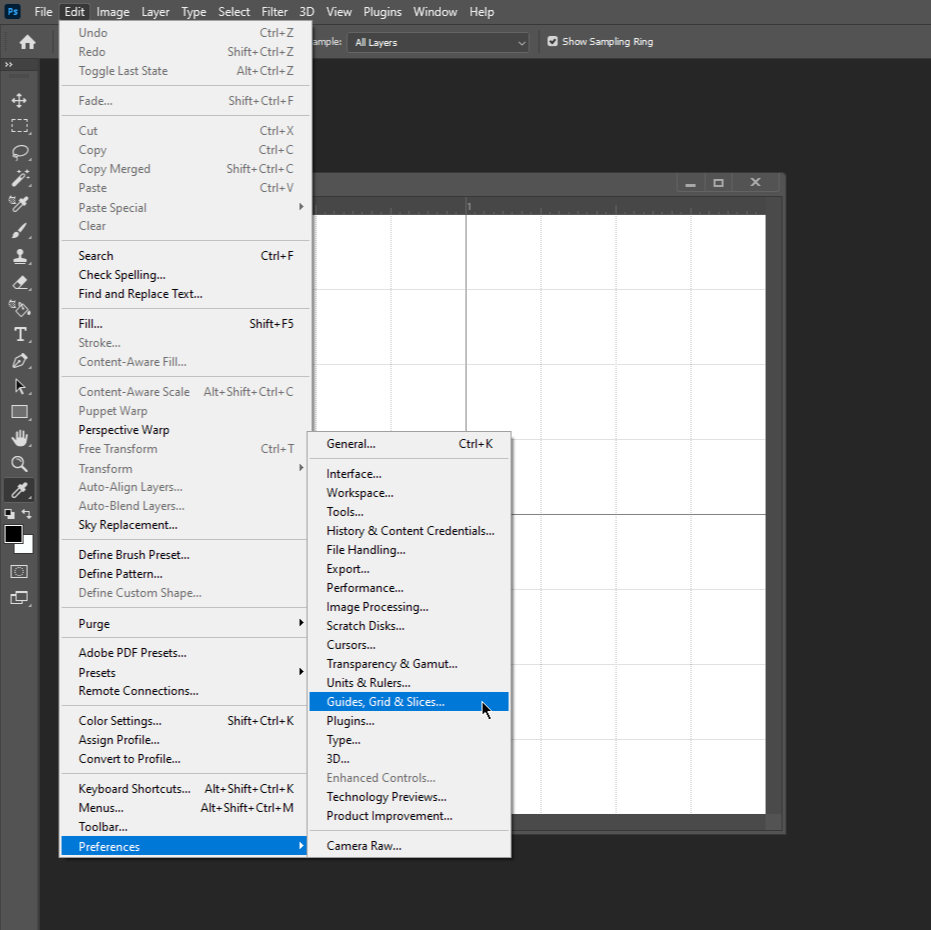 Ps File Edit Image Layer Type Select Filter 3D View Plugins Window Help
All Layers Show Sampling Ring
Undo Ctrl+Z
Redo Shift+Ctrl+Z
Toggle Last State Alt+Ctrl+Z
Fade... Shift+Ctrl+F
Cut Ctrl+X
Copy Ctrl+C
Copy Merged Shift+Ctrl+C
Paste Ctrl+V
Paste Special
Clear
Search Ctrl+F
Check Spelling...
Find and Replace Text...
Fill... Shift+F5
Stroke...
Content-Aware Fill...
Content-Aware Scale Alt+Shift+Ctrl+C
Puppet Warp
Perspective Warp
Free Transform Ctrl+T
Transform
Auto-Align Layers...
Auto-Blend Layers...
Sky Replacement...
Define Brush Preset...
Define Pattern...
Define Custom Shape...
Purge
Adobe PDF Presets...
Presets
Remote Connections...
Color Settings... Shift+Ctrl+K
Assign Profile...
Convert to Profile...
Keyboard Shortcuts... Alt+Shift+Ctrl+K
Menus... Alt+Shift+Ctrl+M
Toolbar...
Preferences
General... Ctrl+K
Interface...
Workspace...
Tools...
History & Content Credentials...
File Handling...
Export...
Performance...
Image Processing...
Scratch Disks...
Cursors...
Transparency & Gamut...
Units & Rulers...
Guides, Grid & Slices...
Plugins...
Type...
3D...
Enhanced Controls...
Technology Previews...
Product Improvement...
Camera Raw...
1